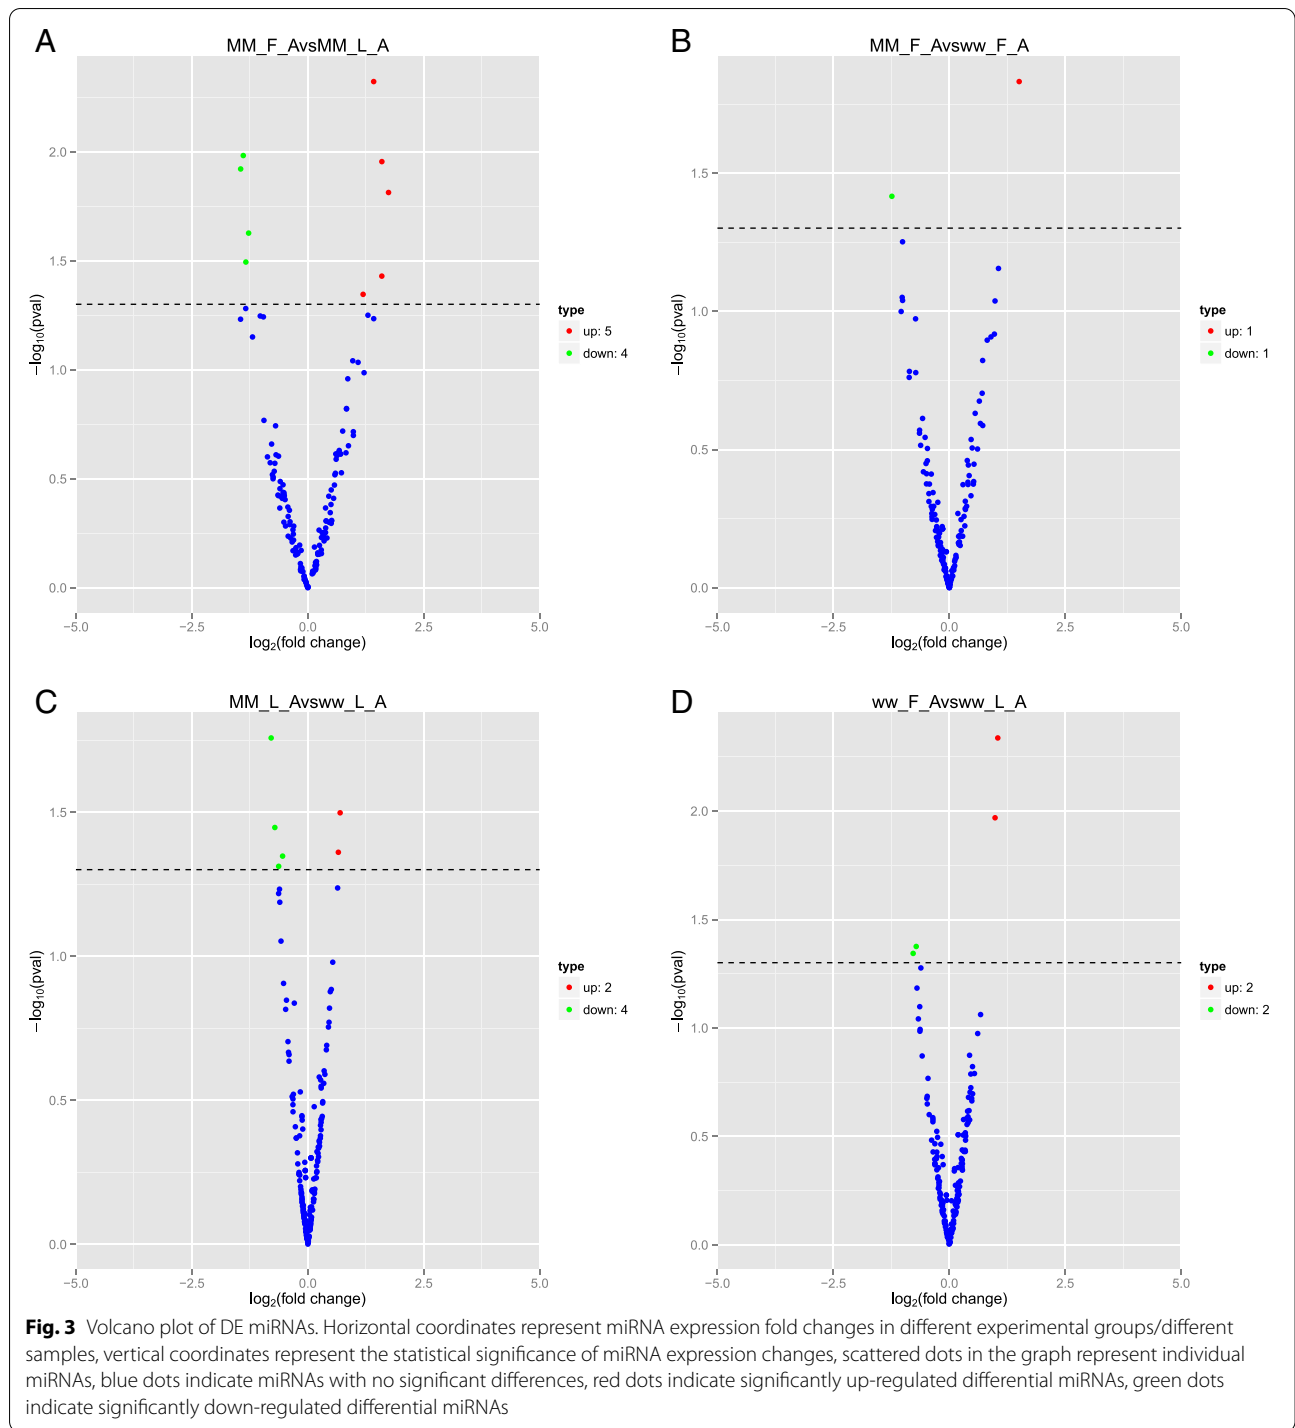 A
MM_F_AvsMM_L_A
2.0
1.5
1.0
0.5
0.0
−log10(pval)
−5.0
−2.5
0.0
2.5
5.0
log2(fold change)
type
up: 5
down: 4
B
MM_F_Avsww_F_A
1.5
1.0
0.5
0.0
−log10(pval)
−5.0
−2.5
0.0
2.5
5.0
log2(fold change)
type
up: 1
down: 1
C
MM_L_Avsww_L_A
1.5
1.0
0.5
0.0
−log10(pval)
−5.0
−2.5
0.0
2.5
5.0
log2(fold change)
type
up: 2
down: 4
D
ww_F_Avsww_L_A
2.0
1.5
1.0
0.5
0.0
−log10(pval)
−5.0
−2.5
0.0
2.5
5.0
log2(fold change)
type
up: 2
down: 2
Fig. 3 Volcano plot of DE miRNAs. Horizontal coordinates represent miRNA expression fold changes in different experimental groups/different
samples, vertical coordinates represent the statistical significance of miRNA expression changes, scattered dots in the graph represent individual
miRNAs, blue dots indicate miRNAs with no significant differences, red dots indicate significantly up-regulated differential miRNAs, green dots
indicate significantly down-regulated differential miRNAs